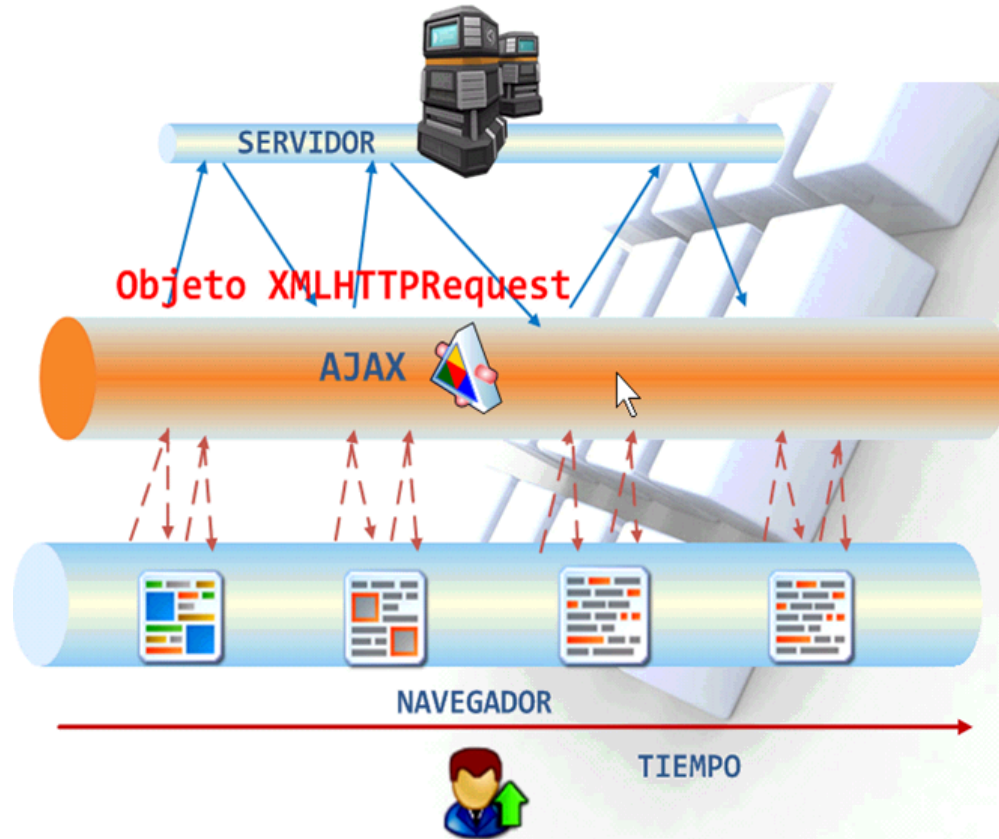 SERVIDOR
Objeto XMLHTTPRequest
AJAX
NAVEGADOR
TIEMPO